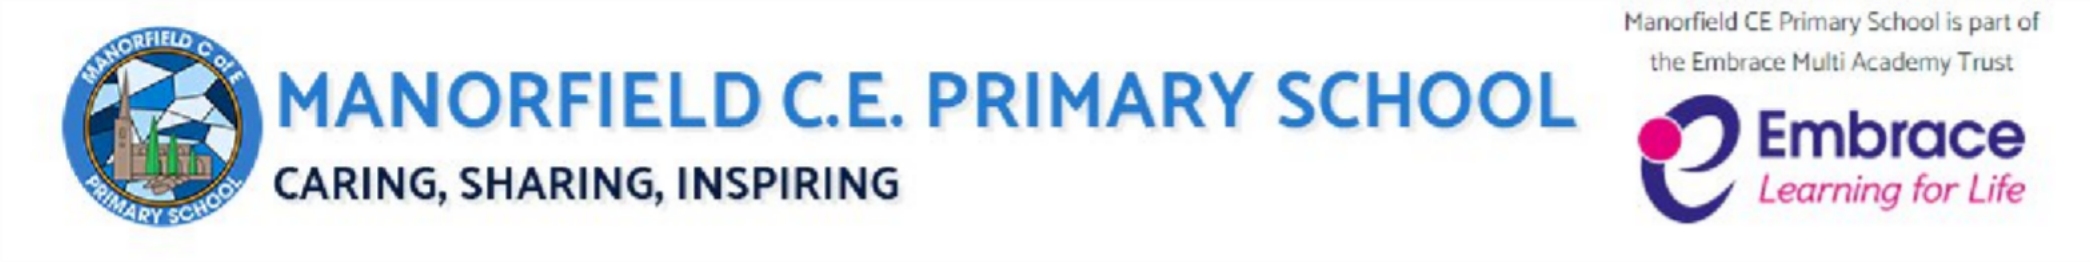 MANORFIELD C of E
PRIMARY SCHOOL
MANORFIELD C.E. PRIMARY SCHOOL
CARING, SHARING, INSPIRING
Manorfield CE Primary School is part of
the Embrace Multi Academy Trust
Embrace
Learning for Life